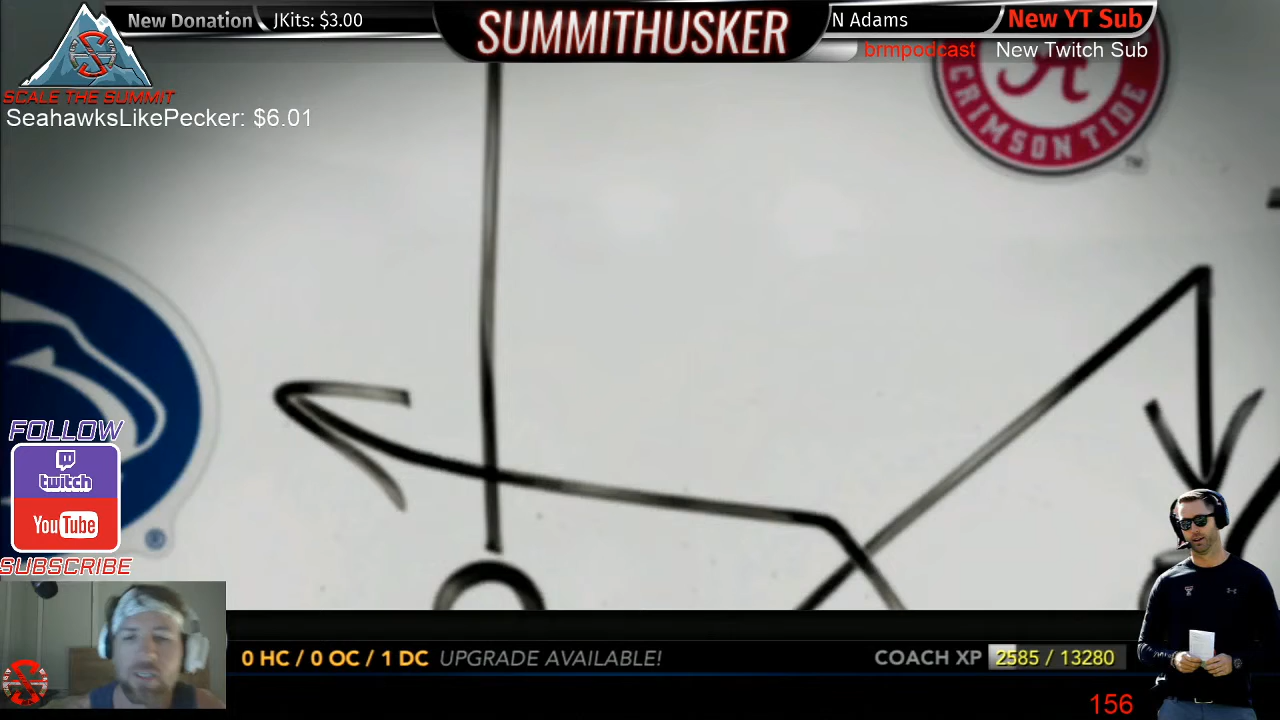 New Donation JKits: $3.00
SUMMITHUSKER
N Adams New YT Sub
brmpodcast New Twitch Sub
SCALE THE SUMMIT
SeahawksLikePecker: $6.01
A
CRIMSON TIDE
TM
FOLLOW
twitch
YouTube
SUBSCRIBE
0 HC / 0 OC / 1 DC UPGRADE AVAILABLE!
COACH XP 2585 / 13280
156